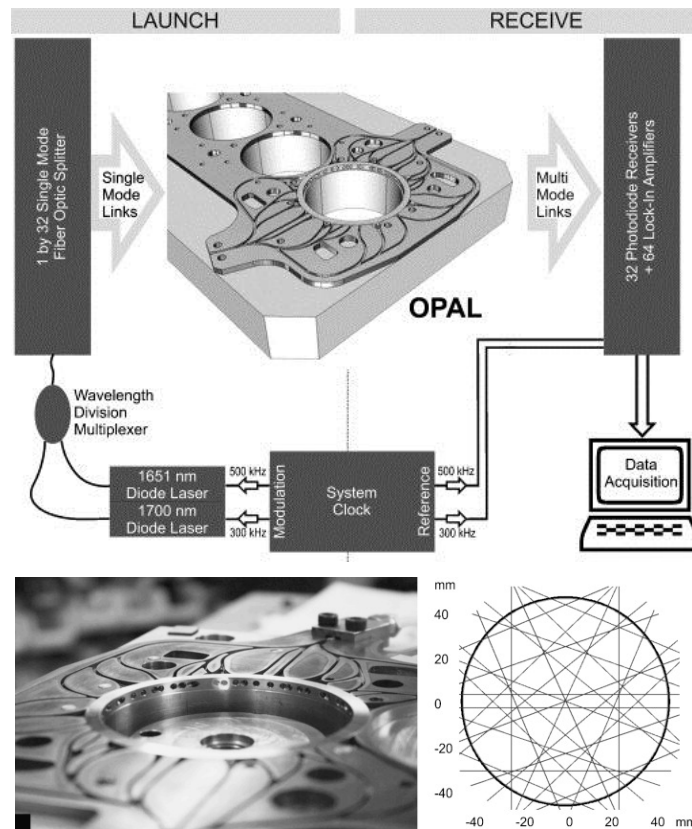 LAUNCH
RECEIVE
1 by 32 Single Mode
Fiber Optic Splitter
Single
Mode
Links
Multi
Mode
Links
32 Photodiode Receivers
+ 64 Lock-In Amplifiers
OPAL
Wavelength
Division
Multiplexer
1651 nm
Diode Laser
1700 nm
Diode Laser
500 kHz
300 kHz
Modulation
System
Clock
Reference
500 kHz
300 kHz
Data
Acquisition
mm
40
20
0
-20
-40
-40
-20
0
20
40
mm